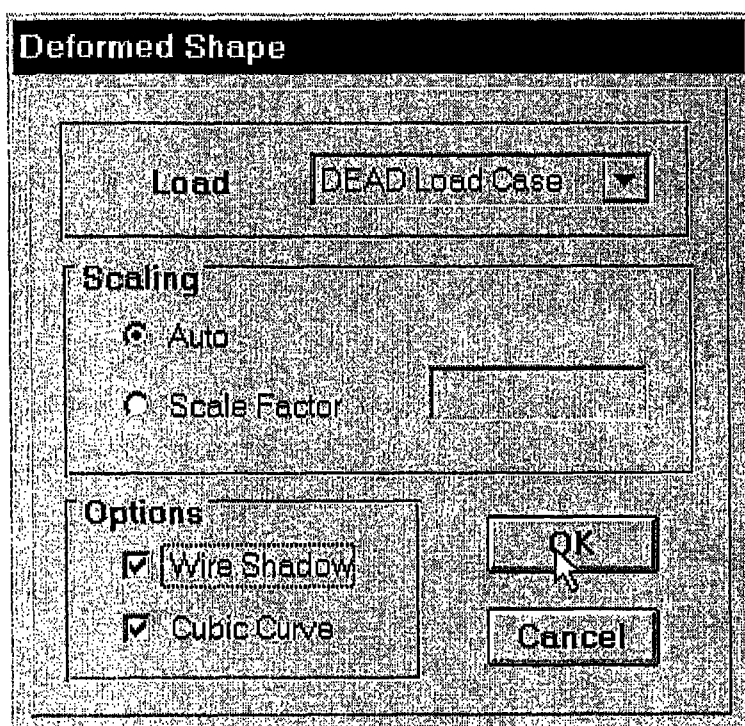 Deformed Shape
Load DEAD Load Case
Scaling
Auto
Scale Factor
Options
Wire Shadow
Cubic Curve
OK
Cancel